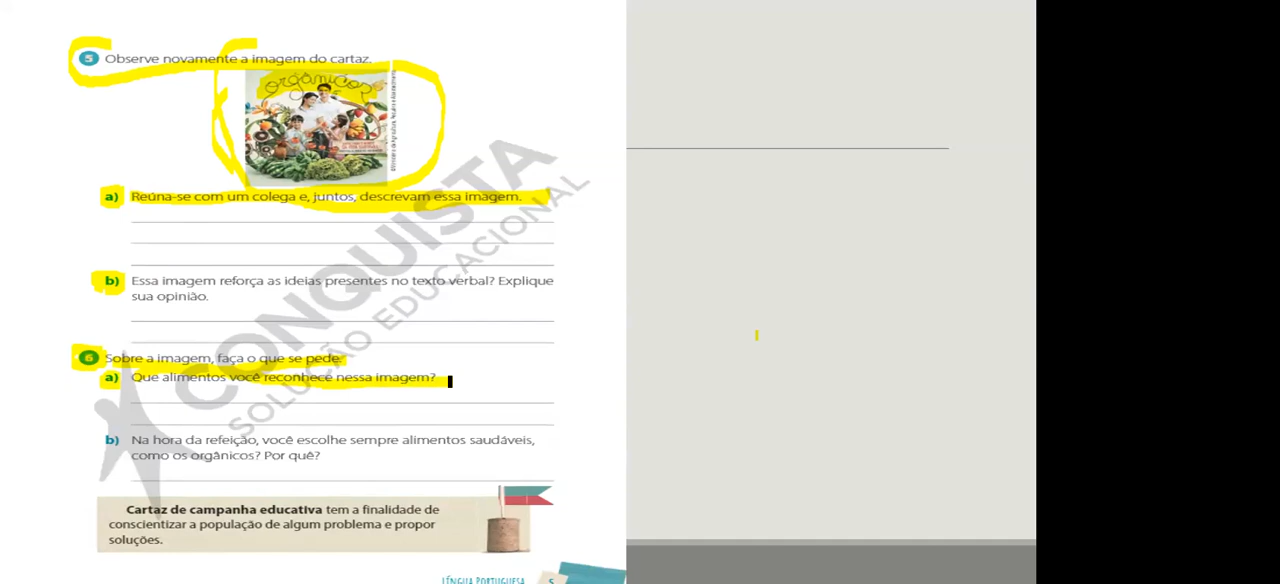 5 Observe novamente a imagem do cartaz.
orgânicos
a) Reúna-se com um colega e, juntos, descrevam essa imagem.
b) Essa imagem reforça as ideias presentes no texto verbal? Explique
sua opinião.
6 Sobre a imagem, faça o que se pede.
a) Que alimentos você reconhece nessa imagem?
b) Na hora da refeição, você escolhe sempre alimentos saudáveis,
como os orgânicos? Por quê?
Cartaz de campanha educativa tem a finalidade de
conscientizar a população de algum problema e propor
soluções.
LÍNGUA PORTUGUESA 5
CONQUISTA
SOLUÇÃO EDUCACIONAL